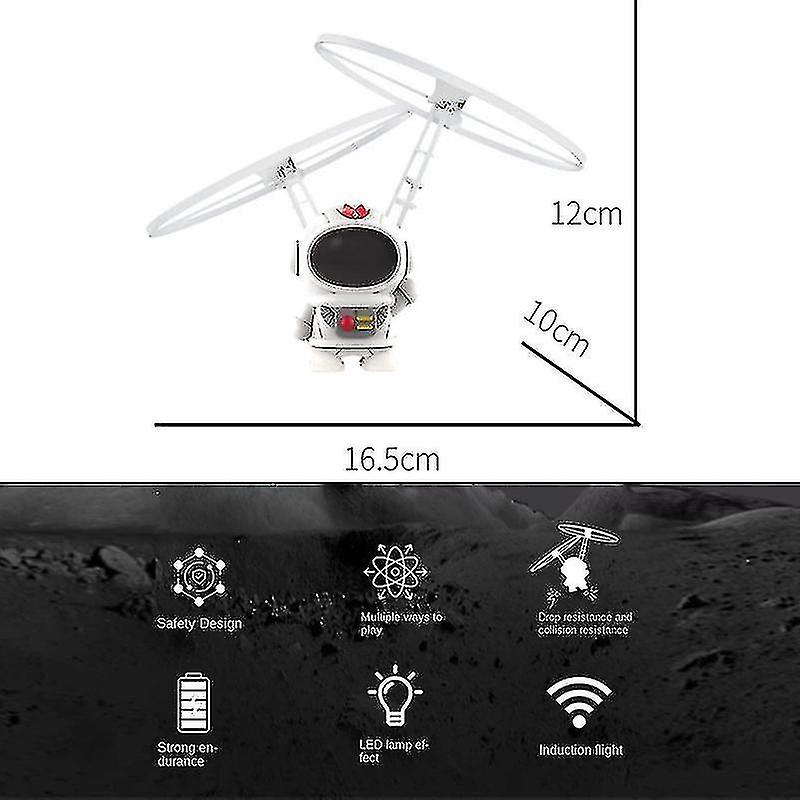 12cm
10cm
16.5cm
Safety Design
Multiple ways to
play
Drop resistance and
collision resistance
Strong en-
durance
LED lamp ef-
fect
Induction flight